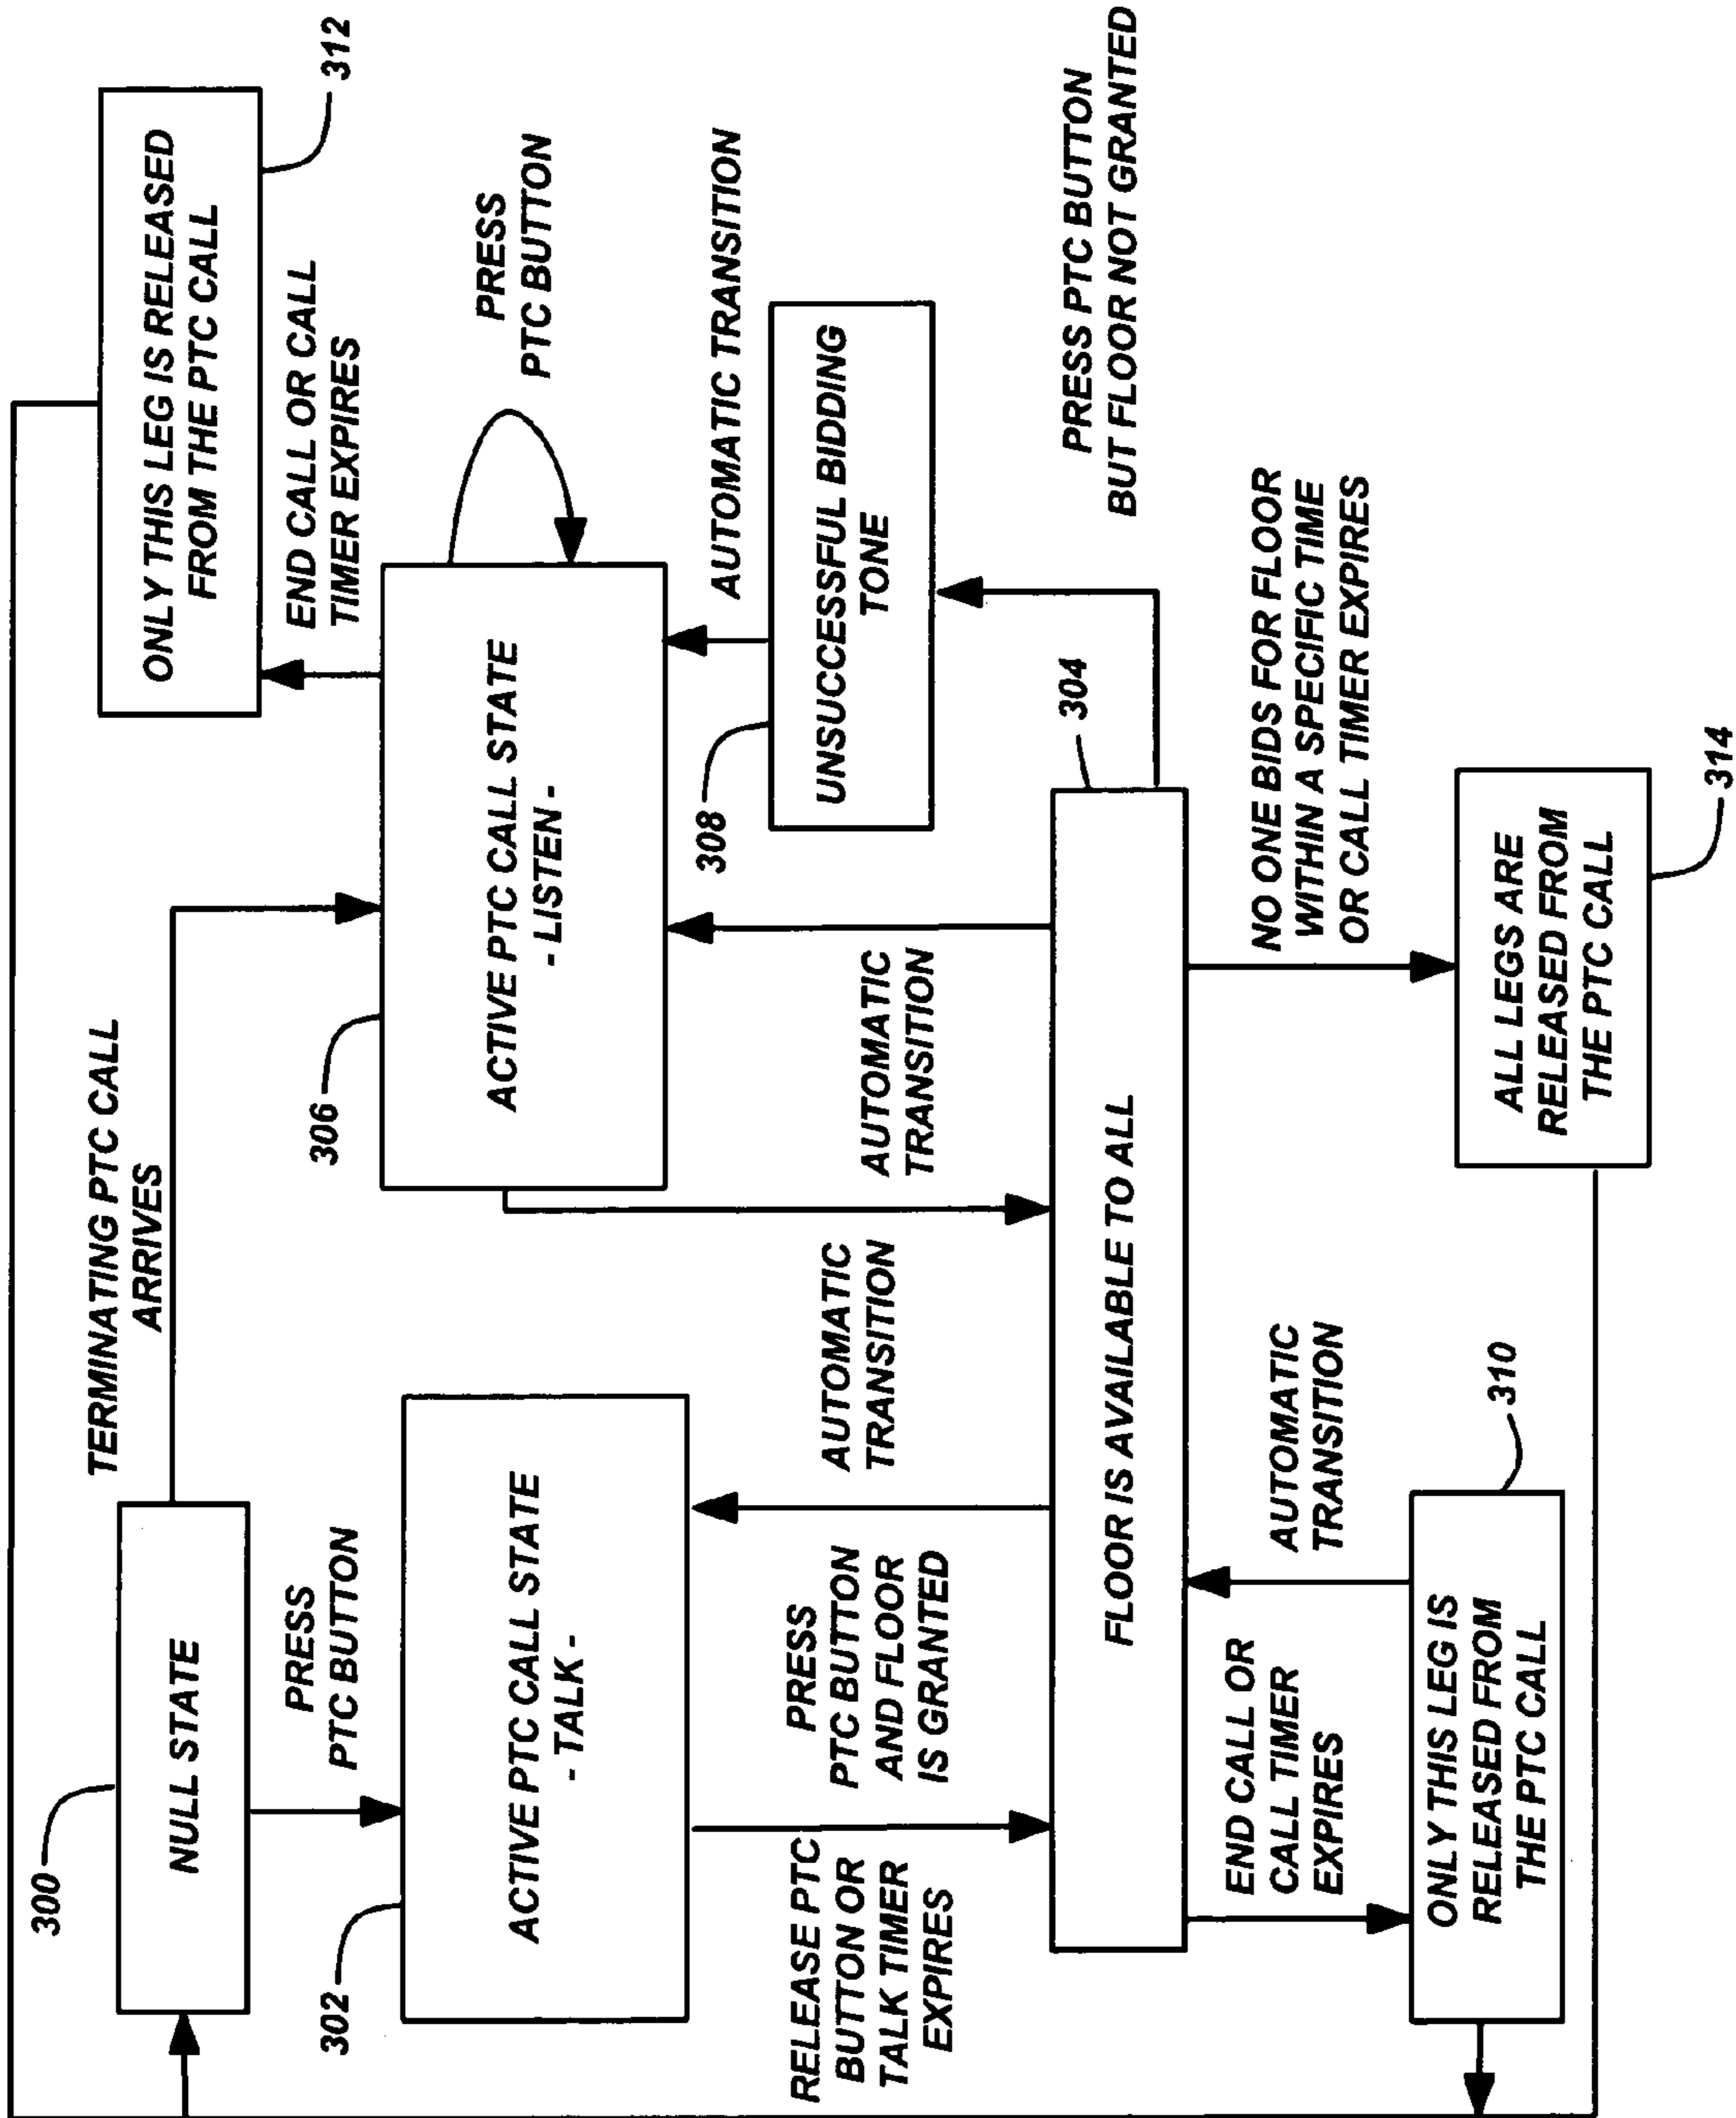 300
NULL STATE
TERMINATING PTC CALL
ARRIVES
ONLY THIS LEG IS RELEASED
FROM THE PTC CALL
312
PRESS
PTC BUTTON
END CALL OR CALL
TIMER EXPIRES
302
ACTIVE PTC CALL STATE
- TALK -
306
ACTIVE PTC CALL STATE
- LISTEN -
PRESS
PTC BUTTON
RELEASE PTC
BUTTON OR
TALK TIMER
EXPIRES
PRESS
PTC BUTTON
AND FLOOR
IS GRANTED
AUTOMATIC
TRANSITION
AUTOMATIC
TRANSITION
308
AUTOMATIC TRANSITION
UNSUCCESSFUL BIDDING
TONE
FLOOR IS AVAILABLE TO ALL
304
PRESS PTC BUTTON
BUT FLOOR NOT GRANTED
END CALL OR
CALL TIMER
EXPIRES
AUTOMATIC
TRANSITION
NO ONE BIDS FOR FLOOR
WITHIN A SPECIFIC TIME
OR CALL TIMER EXPIRES
ONLY THIS LEG IS
RELEASED FROM
THE PTC CALL
310
ALL LEGS ARE
RELEASED FROM
THE PTC CALL
314